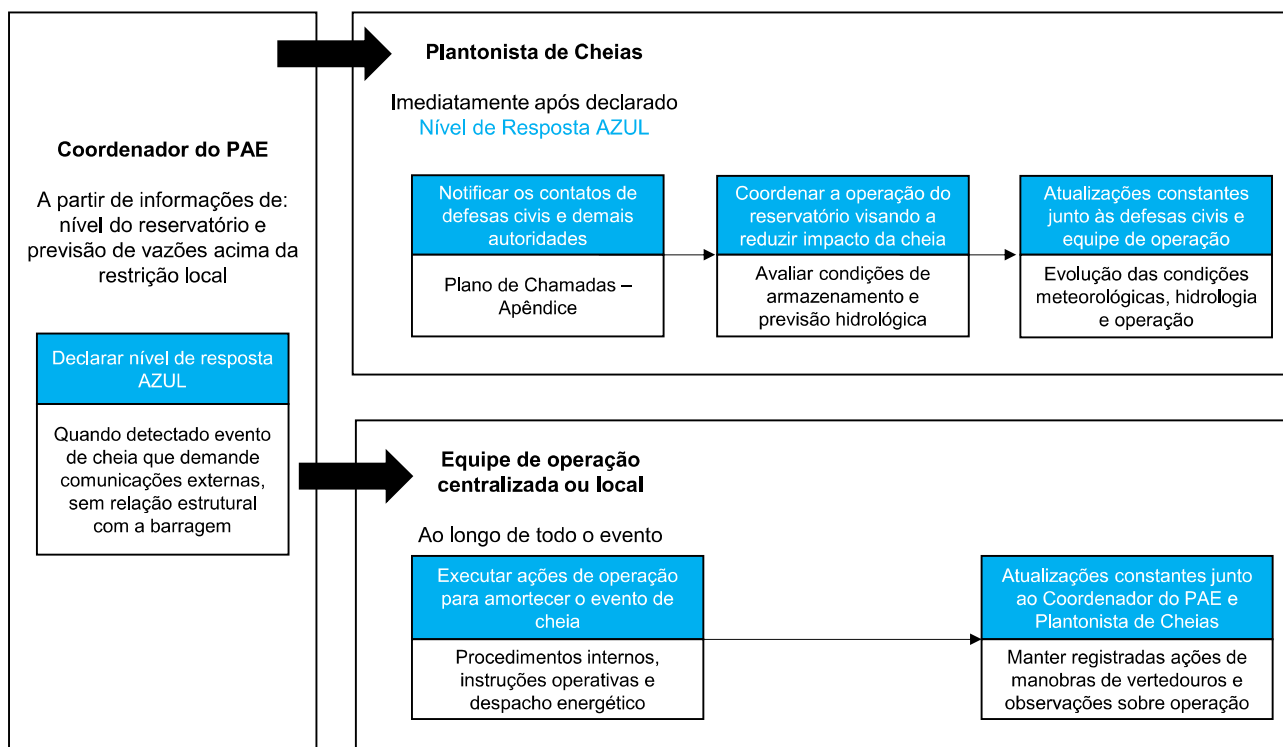 Coordenador do PAE
A partir de informações de:
nível do reservatório e
previsão de vazões acima da
restrição local
Declarar nível de resposta
AZUL
Quando detectado evento
de cheia que demande
comunicações externas,
sem relação estrutural
com a barragem
Plantonista de Cheias
Imediatamente após declarado
Nível de Resposta AZUL
Notificar os contatos de
defesas civis e demais
autoridades
Plano de Chamadas –
Apêndice
Coordenar a operação do
reservatório visando a
reduzir impacto da cheia
Avaliar condições de
armazenamento e
previsão hidrológica
Atualizações constantes
junto às defesas civis e
equipe de operação
Evolução das condições
meteorológicas, hidrologia
e operação
Equipe de operação
centralizada ou local
Ao longo de todo o evento
Executar ações de operação
para amortecer o evento de
cheia
Procedimentos internos,
instruções operativas e
despacho energético
Atualizações constantes junto
ao Coordenador do PAE e
Plantonista de Cheias
Manter registradas ações de
manobras de vertedouros e
observações sobre operação